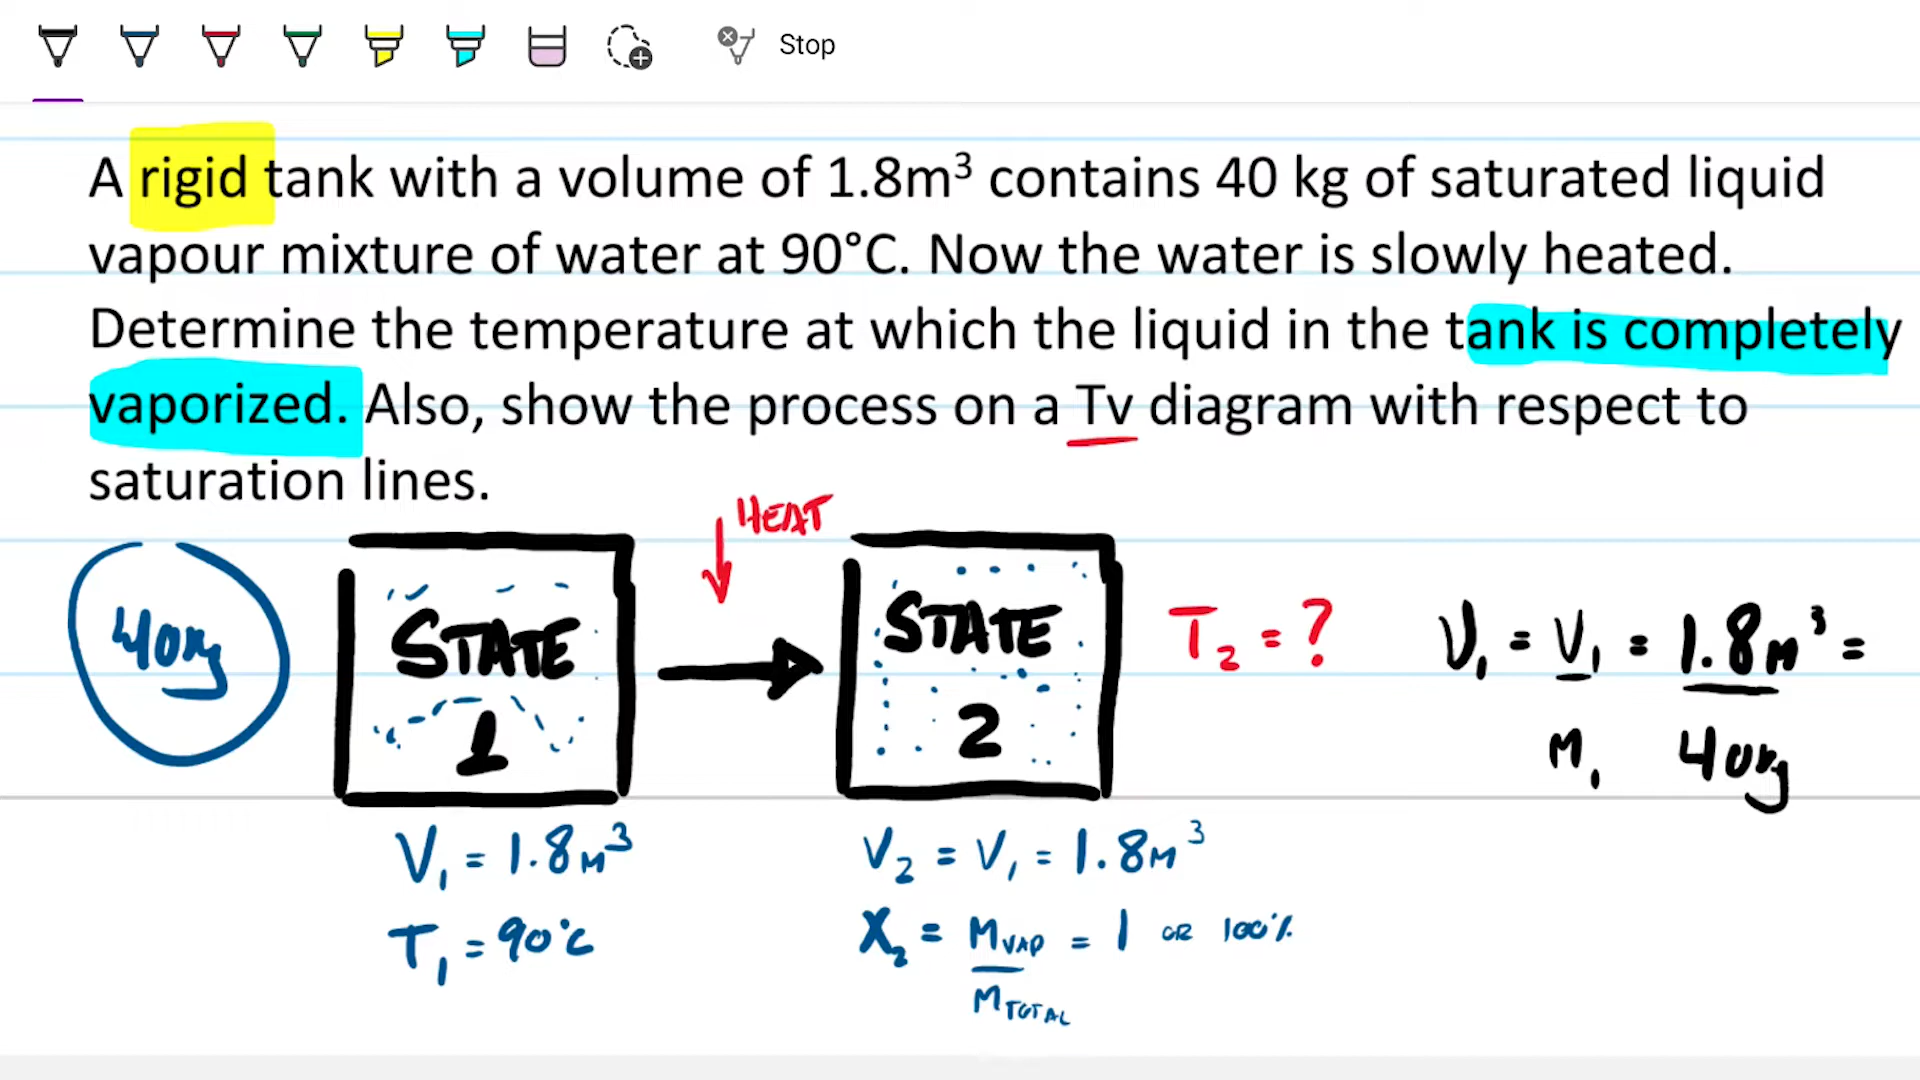 Stop
A rigid tank with a volume of 1.8m³ contains 40 kg of saturated liquid
vapour mixture of water at 90°C. Now the water is slowly heated.
Determine the temperature at which the liquid in the tank is completely
vaporized. Also, show the process on a Tv diagram with respect to
saturation lines.
HEAT
40kg
STATE
1
STATE
2
T₂ = ?
V₁ = V₁ = 1.8m³ =
M₁ 40kg
V₁ = 1.8m³
T₁ = 90°C
V₂ = V₁ = 1.8m³
X₂ = MVAP = 1 OR 100%
MTOTAL